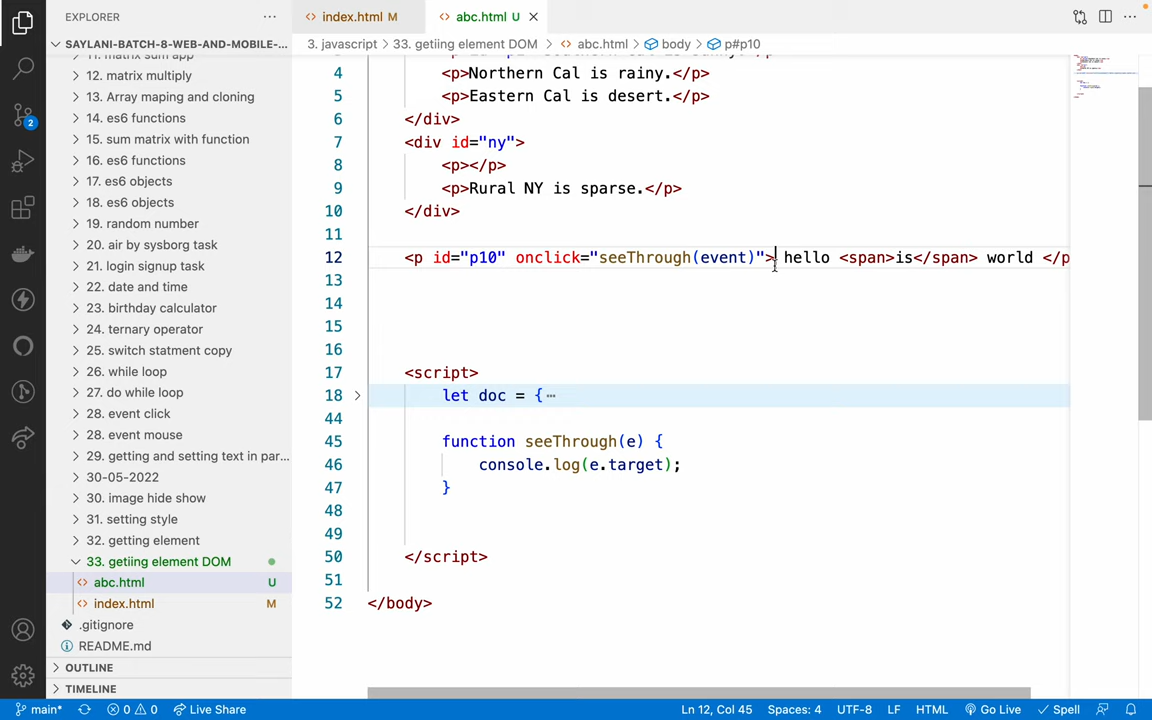 EXPLORER
SAYLANI-BATCH-8-WEB-AND-MOBILE-...
12. matrix multiply
13. Array maping and cloning
14. es6 functions
15. sum matrix with function
16. es6 functions
17. es6 objects
18. es6 objects
19. random number
20. air by sysborg task
21. login signup task
22. date and time
23. birthday calculator
24. ternary operator
25. switch statment copy
26. while loop
27. do while loop
28. event click
28. event mouse
29. getting and setting text in par...
30-05-2022
30. image hide show
31. setting style
32. getting element
33. getiing element DOM
abc.html U
index.html M
.gitignore
README.md
OUTLINE
TIMELINE
2
index.html M abc.html U
3. javascript > 33. getiing element DOM > abc.html > body > p#p10
4 <p>Northern Cal is rainy.</p>
5 <p>Eastern Cal is desert.</p>
6 </div>
7 <div id="ny">
8 <p></p>
9 <p>Rural NY is sparse.</p>
10 </div>
11
12 <p id="p10" onclick="seeThrough(event)"> hello <span>is</span> world </p
13
14
15
16
17 <script>
18 let doc = {
44
45 function seeThrough(e) {
46 console.log(e.target);
47 }
48
49
50 </script>
51
52 </body>
main* 0 0 Live Share Ln 12, Col 45 Spaces: 4 UTF-8 LF HTML Go Live Spell